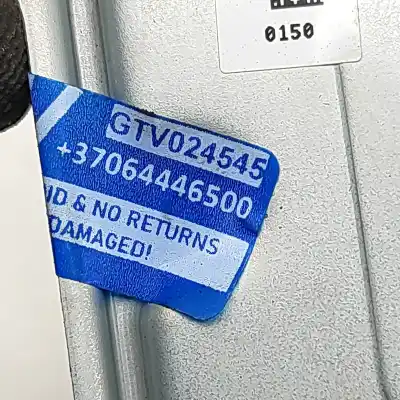 0150
GTV024545
+37064446500
ID & NO RETURNS
DAMAGED!